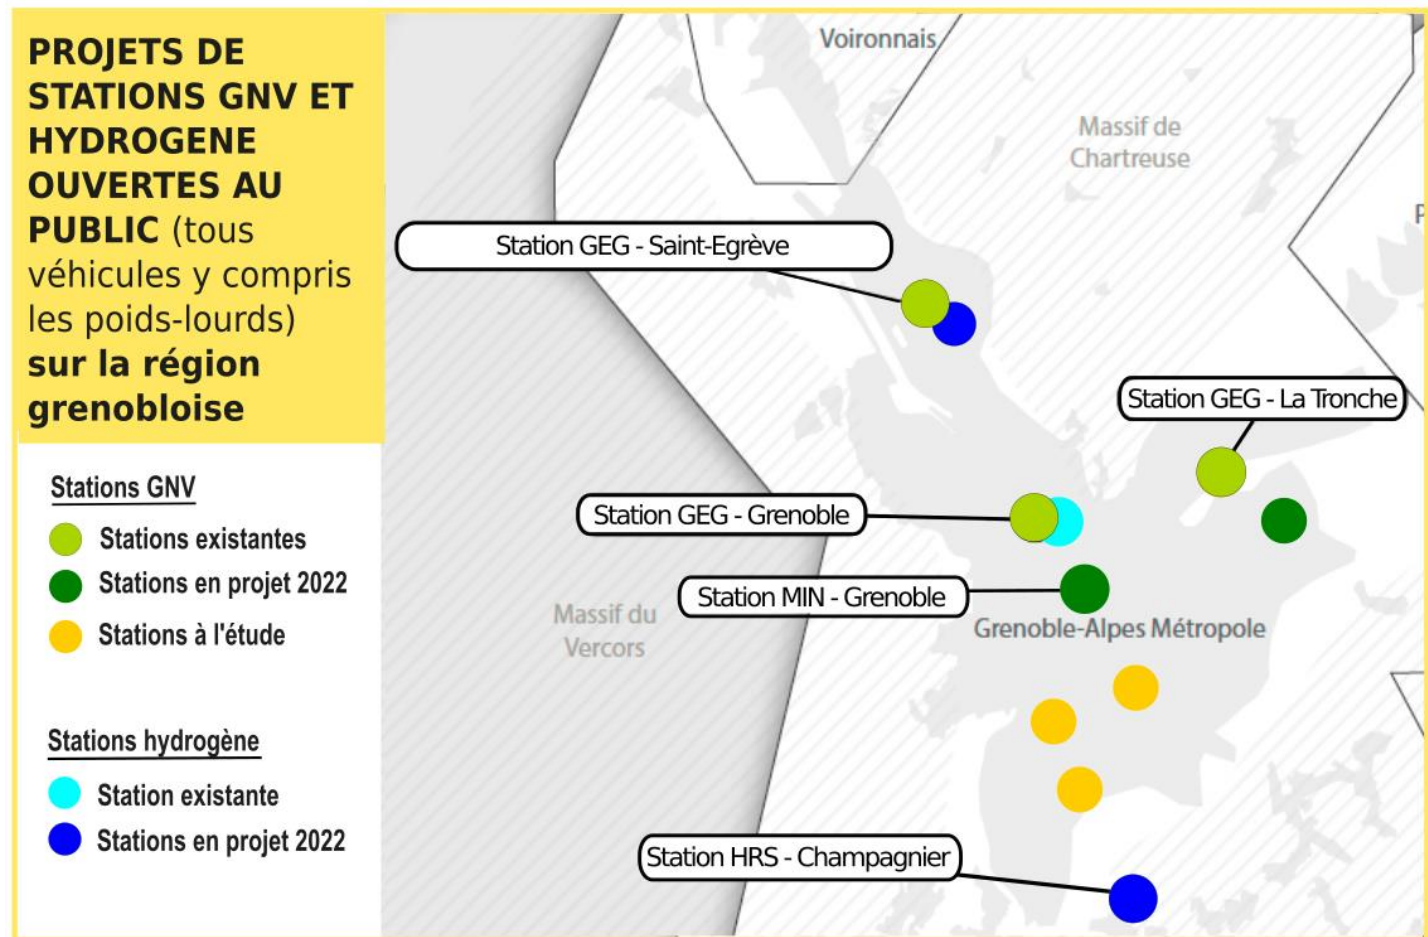 PROJETS DE
STATIONS GNV ET
HYDROGENE
OUVERTES AU
PUBLIC (tous
véhicules y compris
les poids-lourds)
sur la région
grenobloise
Stations GNV
Stations existantes
Stations en projet 2022
Stations à l'étude
Stations hydrogène
Station existante
Stations en projet 2022
Voironnais
Massif de
Chartreuse
P
Station GEG - Saint-Egrève
Station GEG - La Tronche
Station GEG - Grenoble
Station MIN - Grenoble
Massif du
Vercors
Grenoble-Alpes Métropole
Station HRS - Champagnier